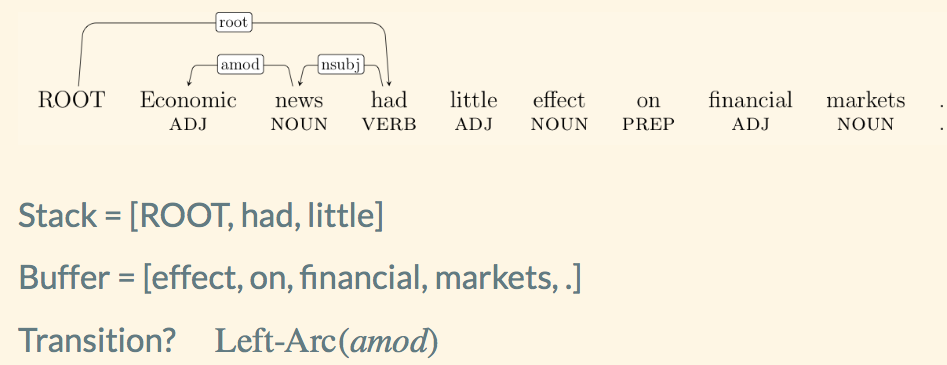 root
amod nsubj
ROOT Economic news had little effect on financial markets .
ADJ NOUN VERB ADJ NOUN PREP ADJ NOUN .
Stack = [ROOT, had, little]
Buffer = [effect, on, financial, markets, .]
Transition? Left-Arc(amod)